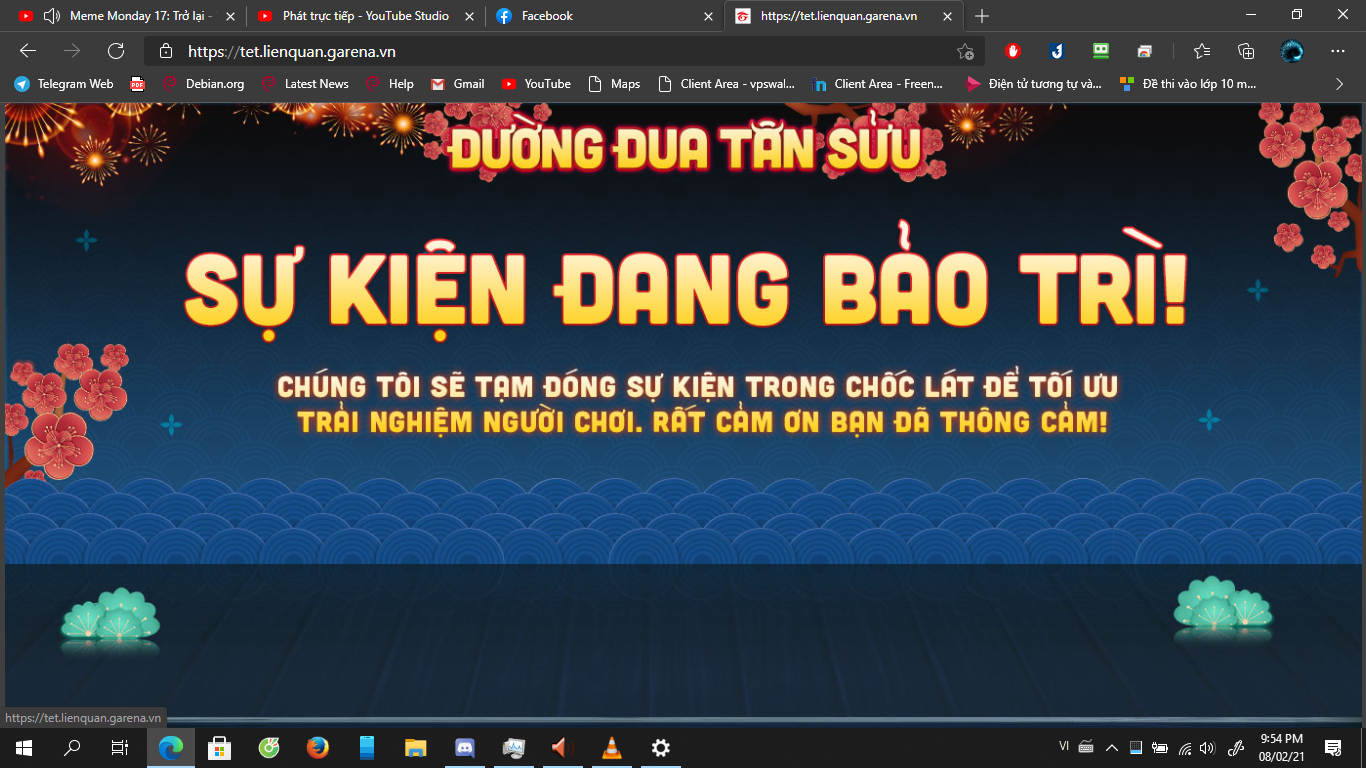 Meme Monday 17: Trở lại -
Phát trực tiếp - YouTube Studio
Facebook
https://tet.lienquan.garena.vn
https://tet.lienquan.garena.vn
Telegram Web
PDF
Debian.org
Latest News
Help
Gmail
YouTube
Maps
Client Area - vpswal...
Client Area - Freen...
Điện tử tương tự và...
Đề thi vào lớp 10 m...
ĐƯỜNG ĐUA TÂN SỬU
SỰ KIỆN ĐANG BẢO TRÌ!
CHÚNG TÔI SẼ TẠM ĐÓNG SỰ KIỆN TRONG CHỐC LÁT ĐỂ TỐI ƯU
TRẢI NGHIỆM NGƯỜI CHƠI. RẤT CẢM ƠN BẠN ĐÃ THÔNG CẢM!
https://tet.lienquan.garena.vn
VI
9:54 PM
08/02/21